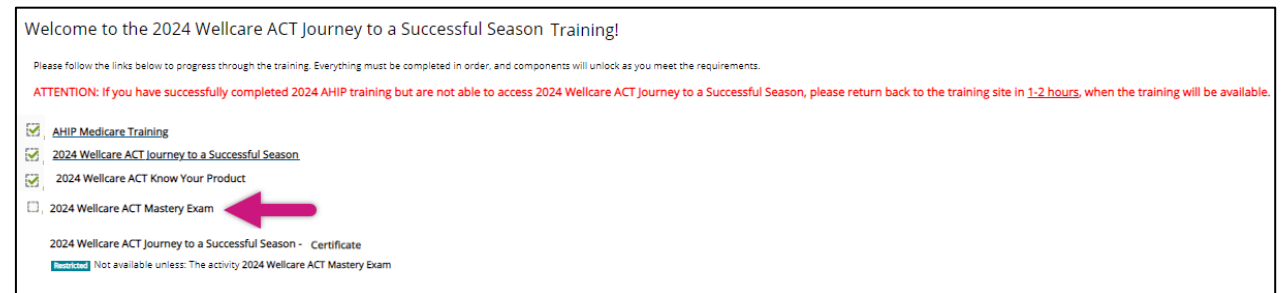 Welcome to the 2024 Wellcare ACT Journey to a Successful Season Training!
Please follow the links below to progress through the training. Everything must be completed in order, and components will unlock as you meet the requirements.
ATTENTION: If you have successfully completed 2024 AHIP training but are not able to access 2024 Wellcare ACT Journey to a Successful Season, please return back to the training site in 1-2 hours, when the training will be available.
AHIP Medicare Training
2024 Wellcare ACT Journey to a Successful Season
2024 Wellcare ACT Know Your Product
2024 Wellcare ACT Mastery Exam
2024 Wellcare ACT Journey to a Successful Season - Certificate
Restricted Not available unless: The activity 2024 Wellcare ACT Mastery Exam